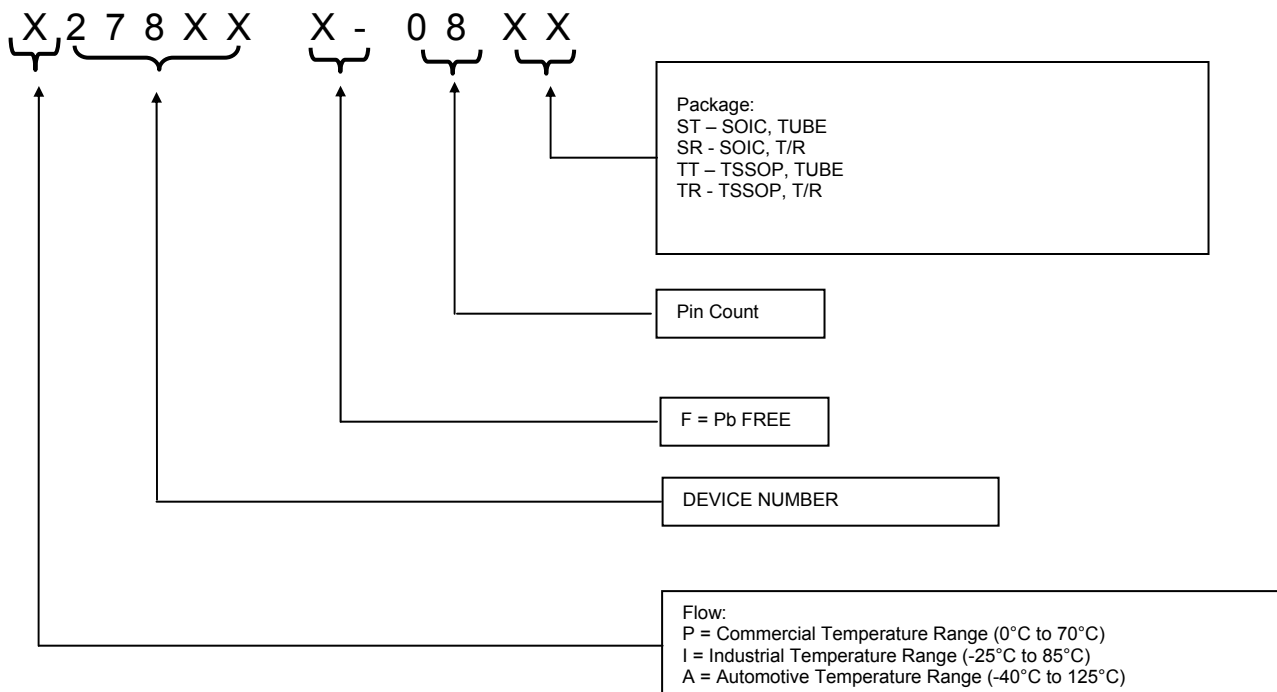 X 2 7 8 X X X - 0 8 X X
Package:
ST – SOIC, TUBE
SR - SOIC, T/R
TT – TSSOP, TUBE
TR - TSSOP, T/R
Pin Count
F = Pb FREE
DEVICE NUMBER
Flow:
P = Commercial Temperature Range (0°C to 70°C)
I = Industrial Temperature Range (-25°C to 85°C)
A = Automotive Temperature Range (-40°C to 125°C)